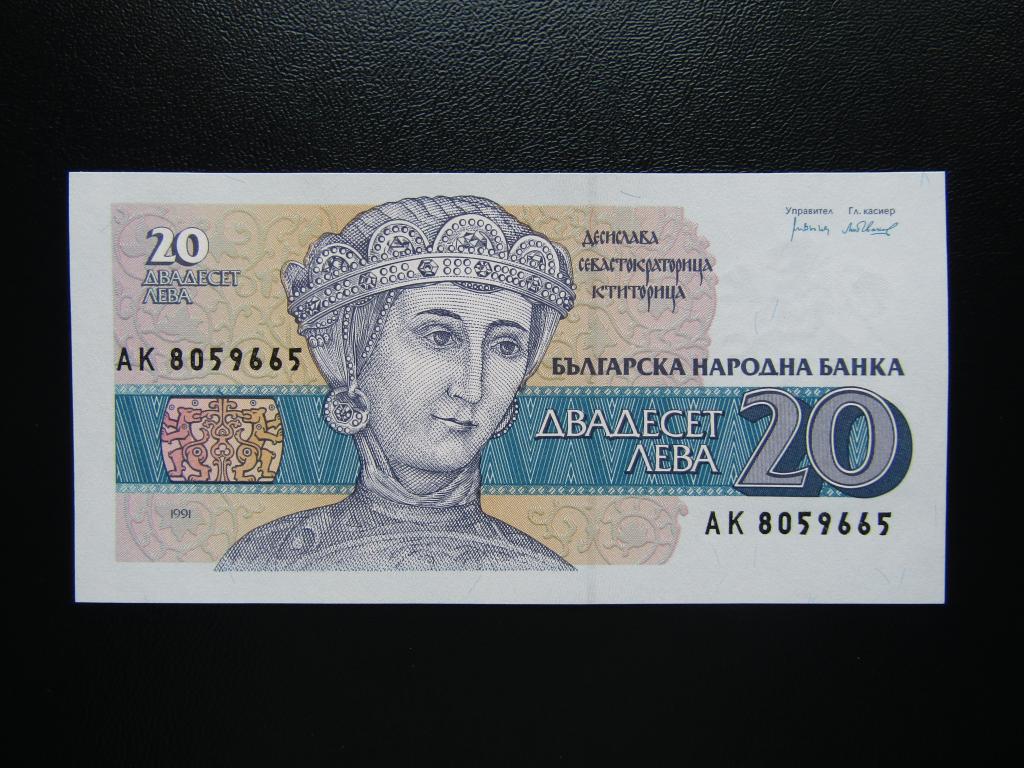 20
ДВАДЕСЕТ
ЛЕВА
ДЕСИСЛАВА
СЕВАСТОКРАТОРИЦА
КТИТОРИЦА
Управител Гл. касиер
АК 8059665
БЪЛГАРСКА НАРОДНА БАНКА
ДВАДЕСЕТ
ЛЕВА
20
1991
АК 8059665